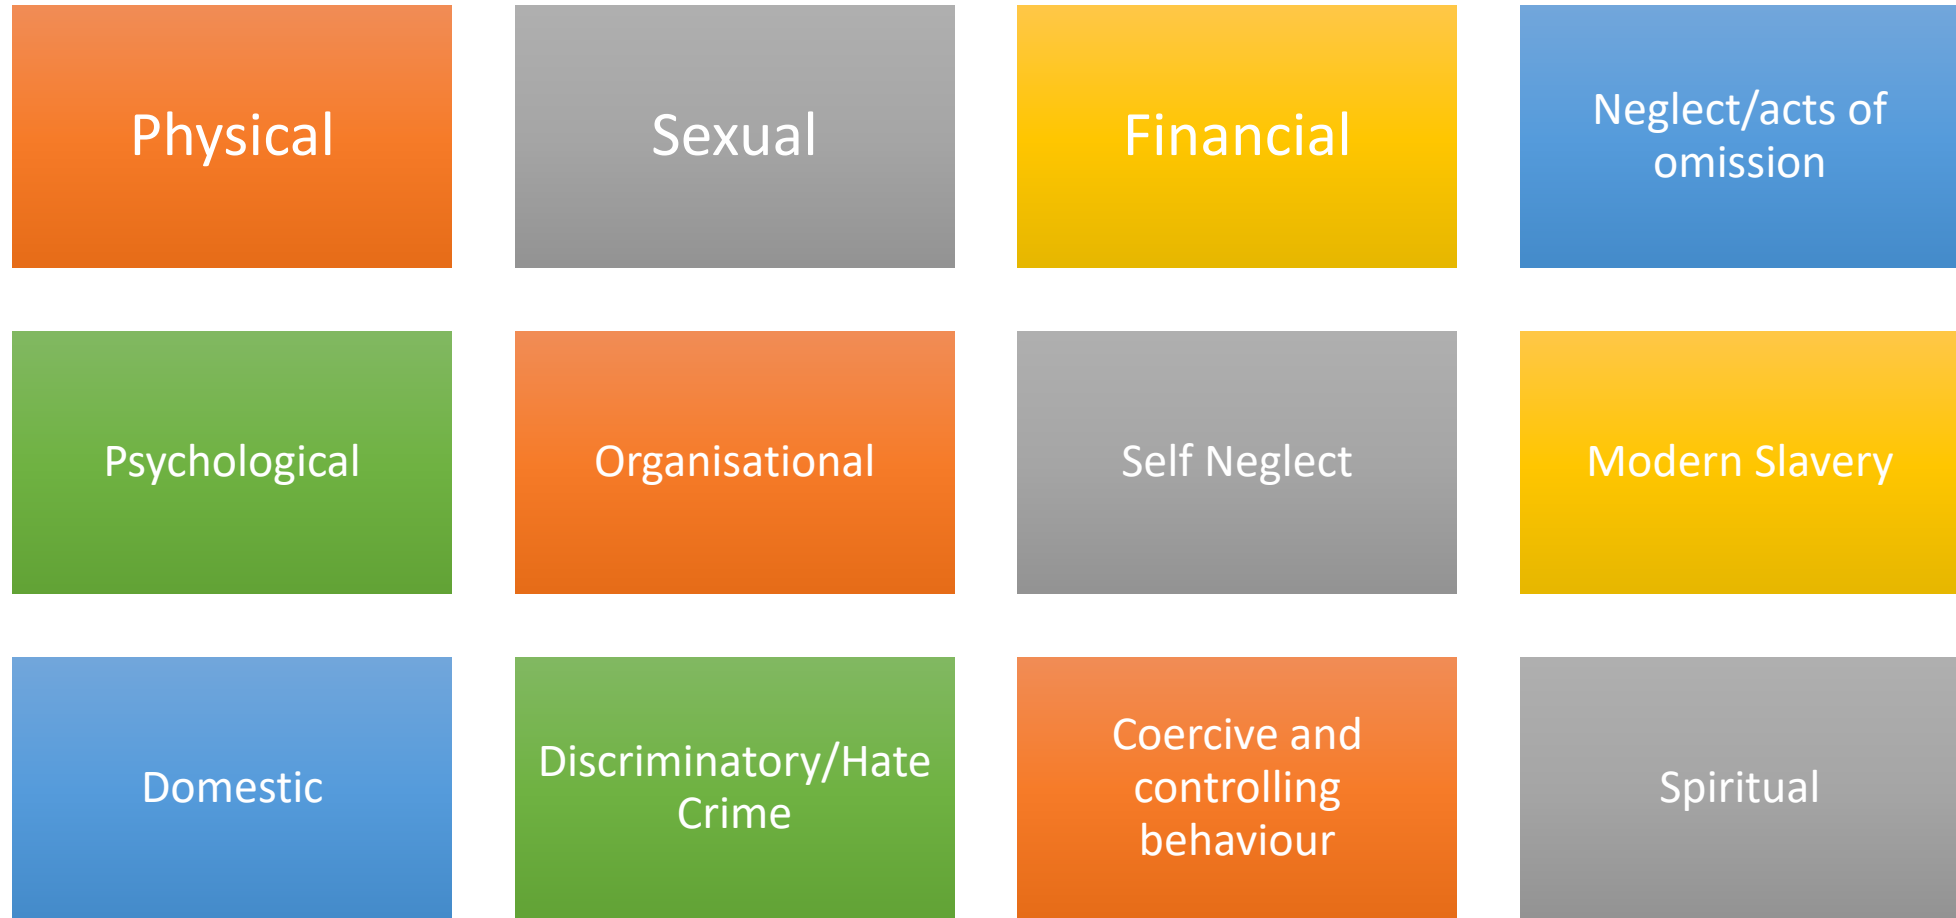 Physical
Sexual
Financial
Neglect/acts of
omission
Psychological
Organisational
Self Neglect
Modern Slavery
Domestic
Discriminatory/Hate
Crime
Coercive and
controlling
behaviour
Spiritual